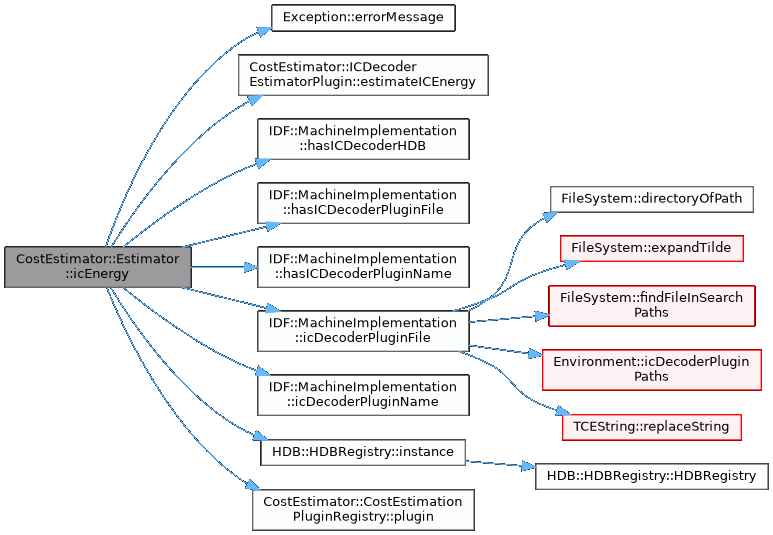 Exception::errorMessage
CostEstimator::ICDecoder
EstimatorPlugin::estimateICEnergy
IDF::MachineImplementation
::hasICDecoderHDB
IDF::MachineImplementation
::hasICDecoderPluginFile
CostEstimator::Estimator
::icEnergy
IDF::MachineImplementation
::hasICDecoderPluginName
IDF::MachineImplementation
::icDecoderPluginFile
IDF::MachineImplementation
::icDecoderPluginName
HDB::HDBRegistry::instance
CostEstimator::CostEstimation
PluginRegistry::plugin
FileSystem::directoryOfPath
FileSystem::expandTilde
FileSystem::findFileInSearch
Paths
Environment::icDecoderPlugin
Paths
TCEString::replaceString
HDB::HDBRegistry::HDBRegistry